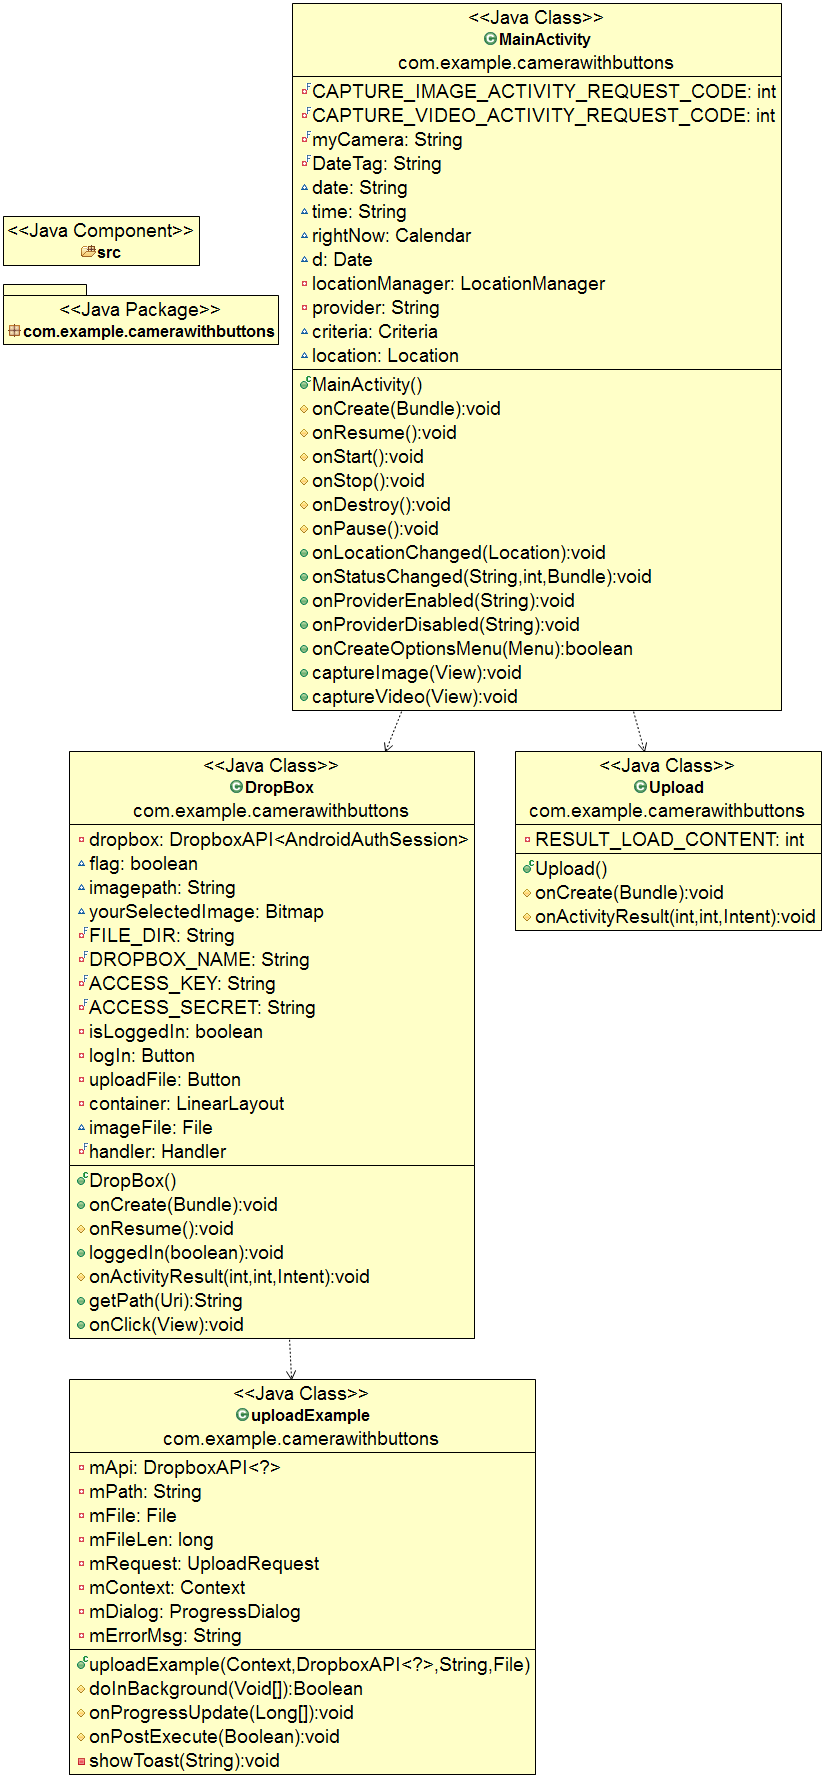 <<Java Class>>
MainActivity
com.example.camerawithbuttons
CAPTURE_IMAGE_ACTIVITY_REQUEST_CODE: int
CAPTURE_VIDEO_ACTIVITY_REQUEST_CODE: int
myCamera: String
DateTag: String
date: String
time: String
rightNow: Calendar
d: Date
locationManager: LocationManager
provider: String
criteria: Criteria
location: Location
MainActivity()
onCreate(Bundle):void
onResume():void
onStart():void
onStop():void
onDestroy():void
onPause():void
onLocationChanged(Location):void
onStatusChanged(String,int,Bundle):void
onProviderEnabled(String):void
onProviderDisabled(String):void
onCreateOptionsMenu(Menu):boolean
captureImage(View):void
captureVideo(View):void
<<Java Component>>
src
<<Java Package>>
com.example.camerawithbuttons
<<Java Class>>
DropBox
com.example.camerawithbuttons
dropbox: DropboxAPI<AndroidAuthSession>
flag: boolean
imagepath: String
yourSelectedImage: Bitmap
FILE_DIR: String
DROPBOX_NAME: String
ACCESS_KEY: String
ACCESS_SECRET: String
isLoggedIn: boolean
logIn: Button
uploadFile: Button
container: LinearLayout
imageFile: File
handler: Handler
DropBox()
onCreate(Bundle):void
onResume():void
loggedIn(boolean):void
onActivityResult(int,int,Intent):void
getPath(Uri):String
onClick(View):void
<<Java Class>>
Upload
com.example.camerawithbuttons
RESULT_LOAD_CONTENT: int
Upload()
onCreate(Bundle):void
onActivityResult(int,int,Intent):void
<<Java Class>>
uploadExample
com.example.camerawithbuttons
mApi: DropboxAPI<?>
mPath: String
mFile: File
mFileLen: long
mRequest: UploadRequest
mContext: Context
mDialog: ProgressDialog
mErrorMsg: String
uploadExample(Context,DropboxAPI<?>,String,File)
doInBackground(Void[]):Boolean
onProgressUpdate(Long[]):void
onPostExecute(Boolean):void
showToast(String):void